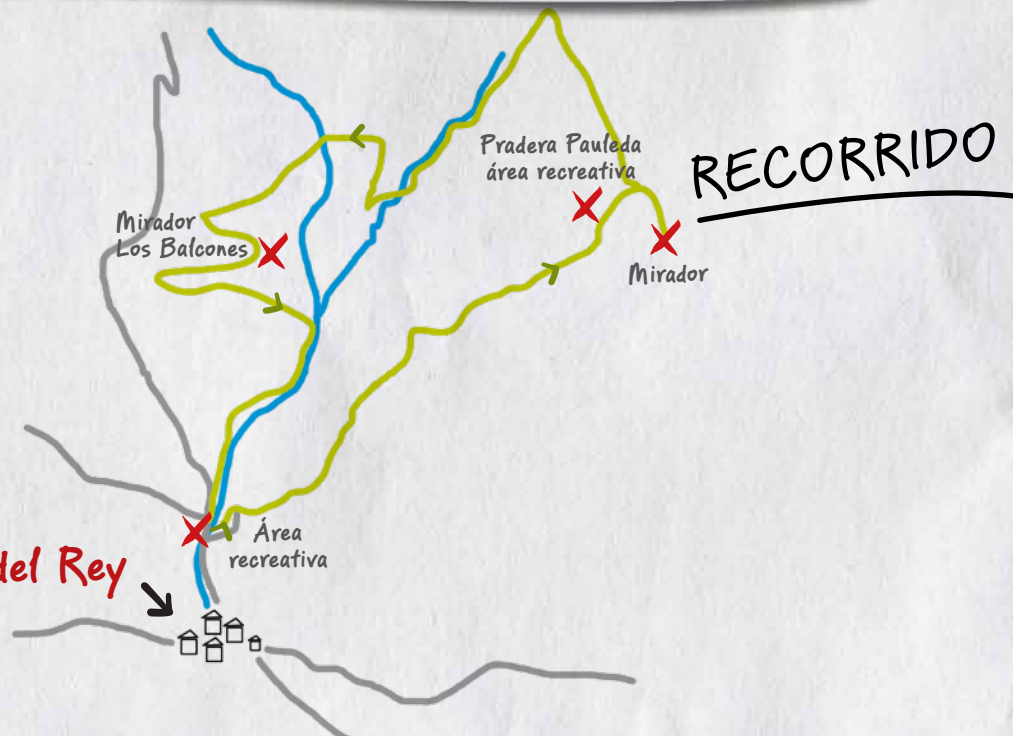 Pradera Pauleda
área recreativa
RECORRIDO
Mirador
Los Balcones
Mirador
Área
recreativa
del Rey